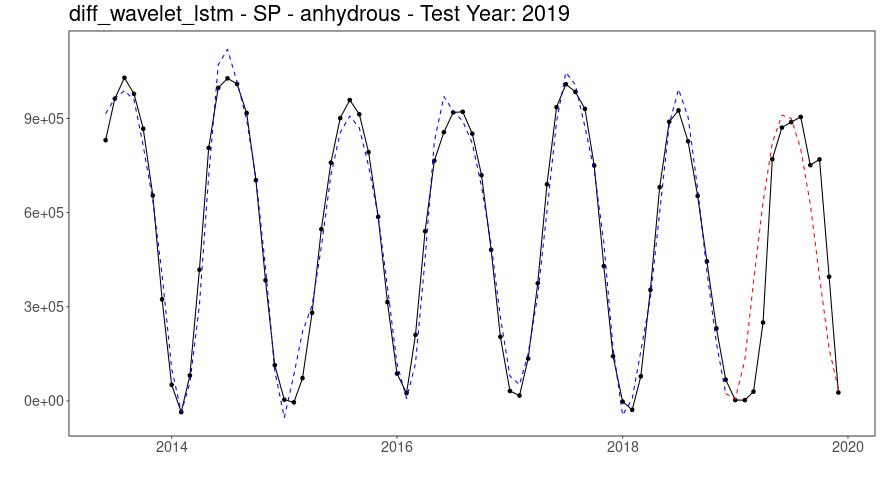 diff_wavelet_lstm - SP - anhydrous - Test Year: 2019
9e+05
6e+05
3e+05
0e+00
2014 2016 2018 2020